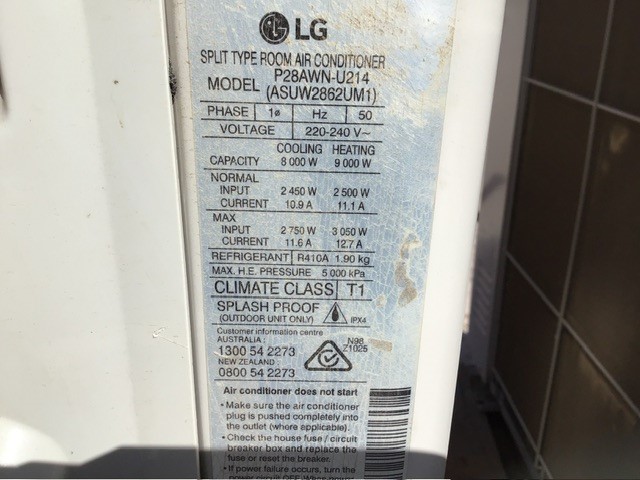 LG
SPLIT TYPE ROOM AIR CONDITIONER
MODEL P28AWN-U214
(ASUW2862UM1)
PHASE 1ø Hz 50
VOLTAGE 220-240 V~
COOLING HEATING
CAPACITY 8 000 W 9 000 W
NORMAL
INPUT 2 450 W 2 500 W
CURRENT 10.9 A 11.1 A
MAX
INPUT 2 750 W 3 050 W
CURRENT 11.6 A 12.7 A
REFRIGERANT R410A 1.90 kg
MAX. H.E. PRESSURE 5 000 kPa
CLIMATE CLASS T1
SPLASH PROOF
(OUTDOOR UNIT ONLY) IPX4
Customer information centre
AUSTRALIA : N98
1300 54 2273 Z1025
NEW ZEALAND :
0800 54 2273
Air conditioner does not start
• Make sure the air conditioner
plug is pushed completely into
the outlet (where applicable).
• Check the house fuse / circuit
breaker box and replace the
fuse or reset the breaker.
• If power failure occurs, turn the
power circuit OFF. When power